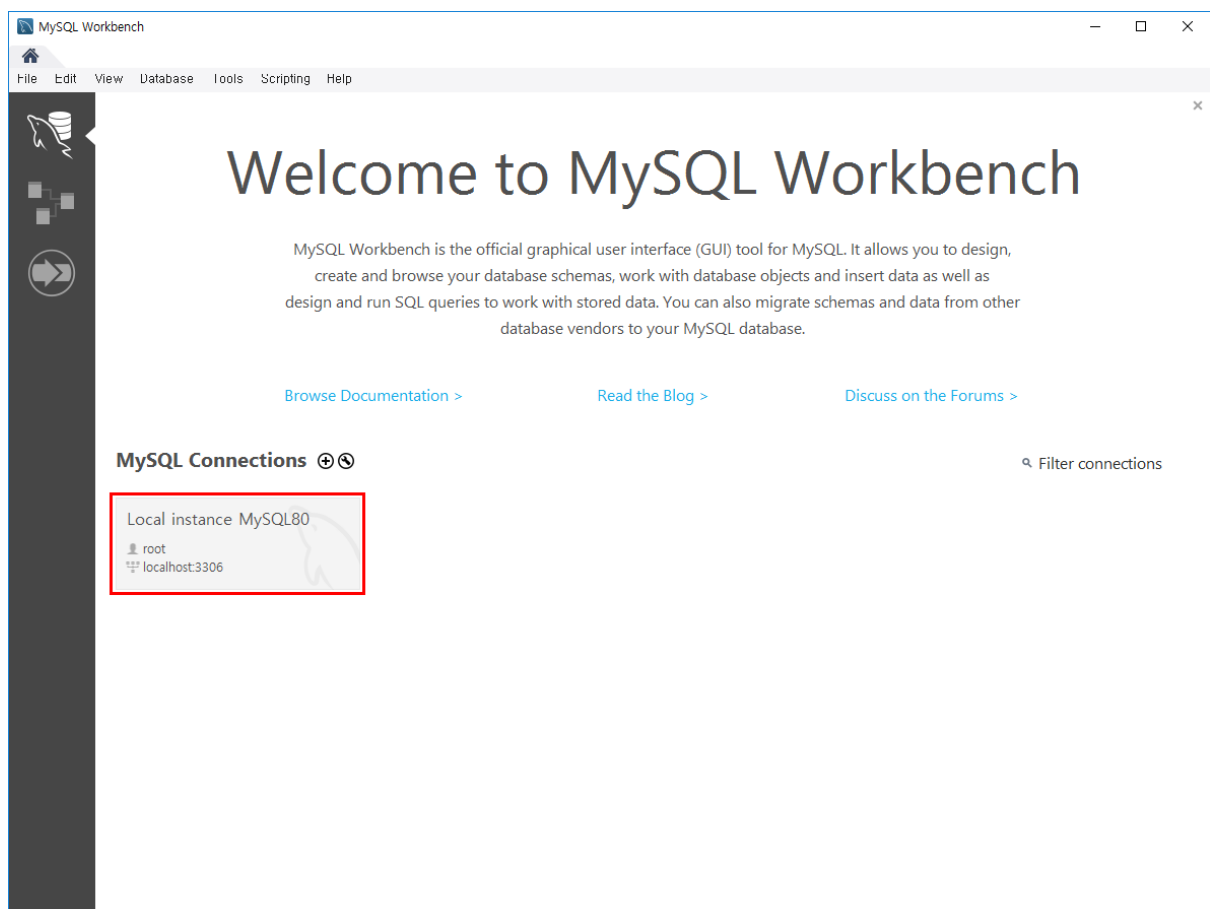 MySQL Workbench
File Edit View Database Tools Scripting Help
Welcome to MySQL Workbench
MySQL Workbench is the official graphical user interface (GUI) tool for MySQL. It allows you to design,
create and browse your database schemas, work with database objects and insert data as well as
design and run SQL queries to work with stored data. You can also migrate schemas and data from other
database vendors to your MySQL database.
Browse Documentation > Read the Blog > Discuss on the Forums >
MySQL Connections Filter connections
Local instance MySQL80
root
localhost:3306